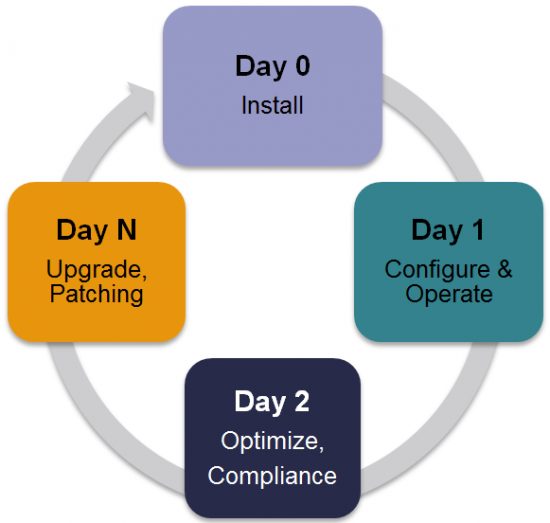 Day 0
Install
Day N
Upgrade,
Patching
Day 1
Configure &
Operate
Day 2
Optimize,
Compliance